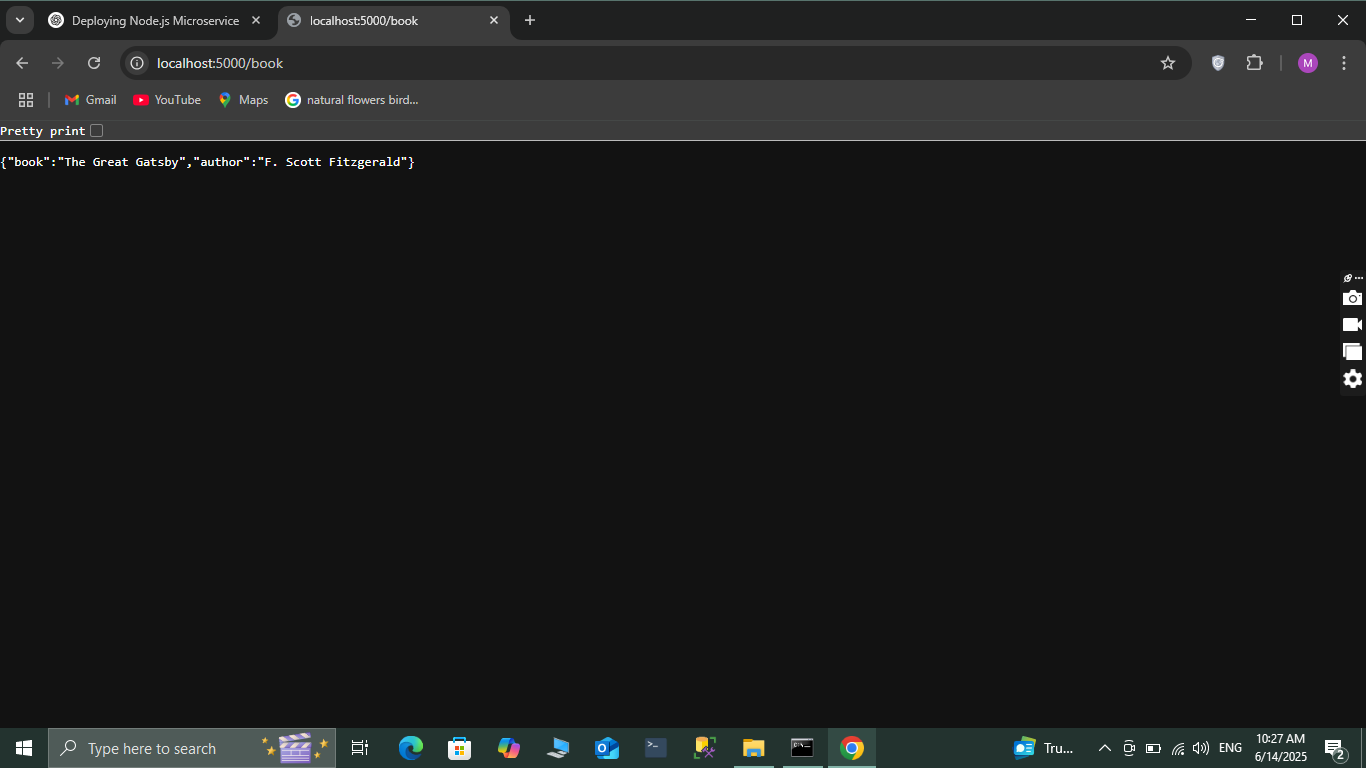 Deploying Node.js Microservice
localhost:5000/book
localhost:5000/book
M
Gmail
YouTube
Maps
natural flowers bird...
Pretty print
{"book":"The Great Gatsby","author":"F. Scott Fitzgerald"}
Type here to search
Tru...
ENG
10:27 AM
6/14/2025
2